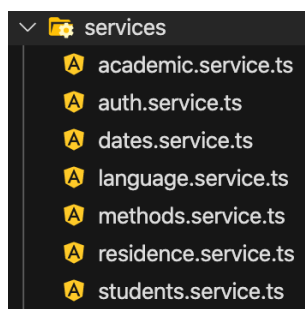 services
academic.service.ts
auth.service.ts
dates.service.ts
language.service.ts
methods.service.ts
residence.service.ts
students.service.ts